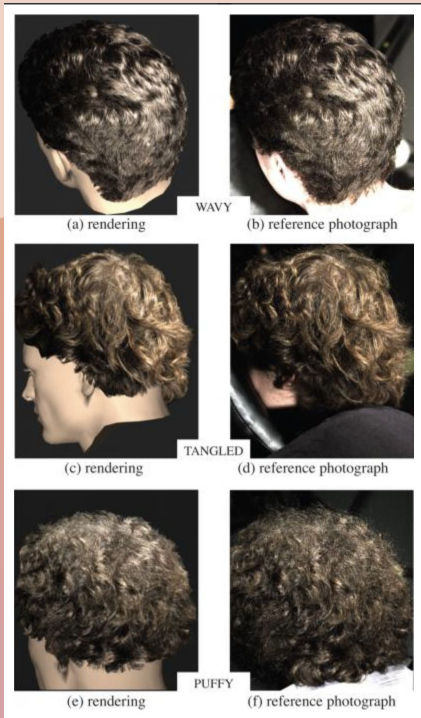 (a) rendering
(b) reference photograph
WAVY
(c) rendering
(d) reference photograph
TANGLED
(e) rendering
(f) reference photograph
PUFFY